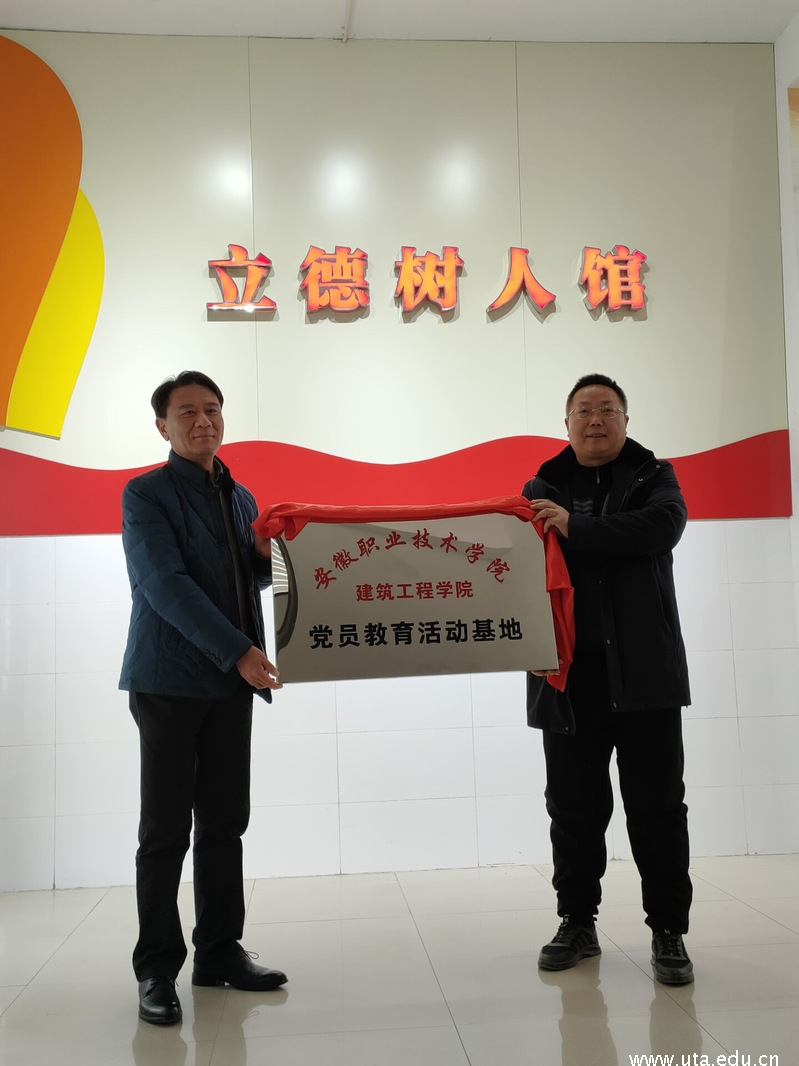 立德树人馆
安徽职业技术学院
建筑工程学院
党员教育活动基地
www.uta.edu.cn